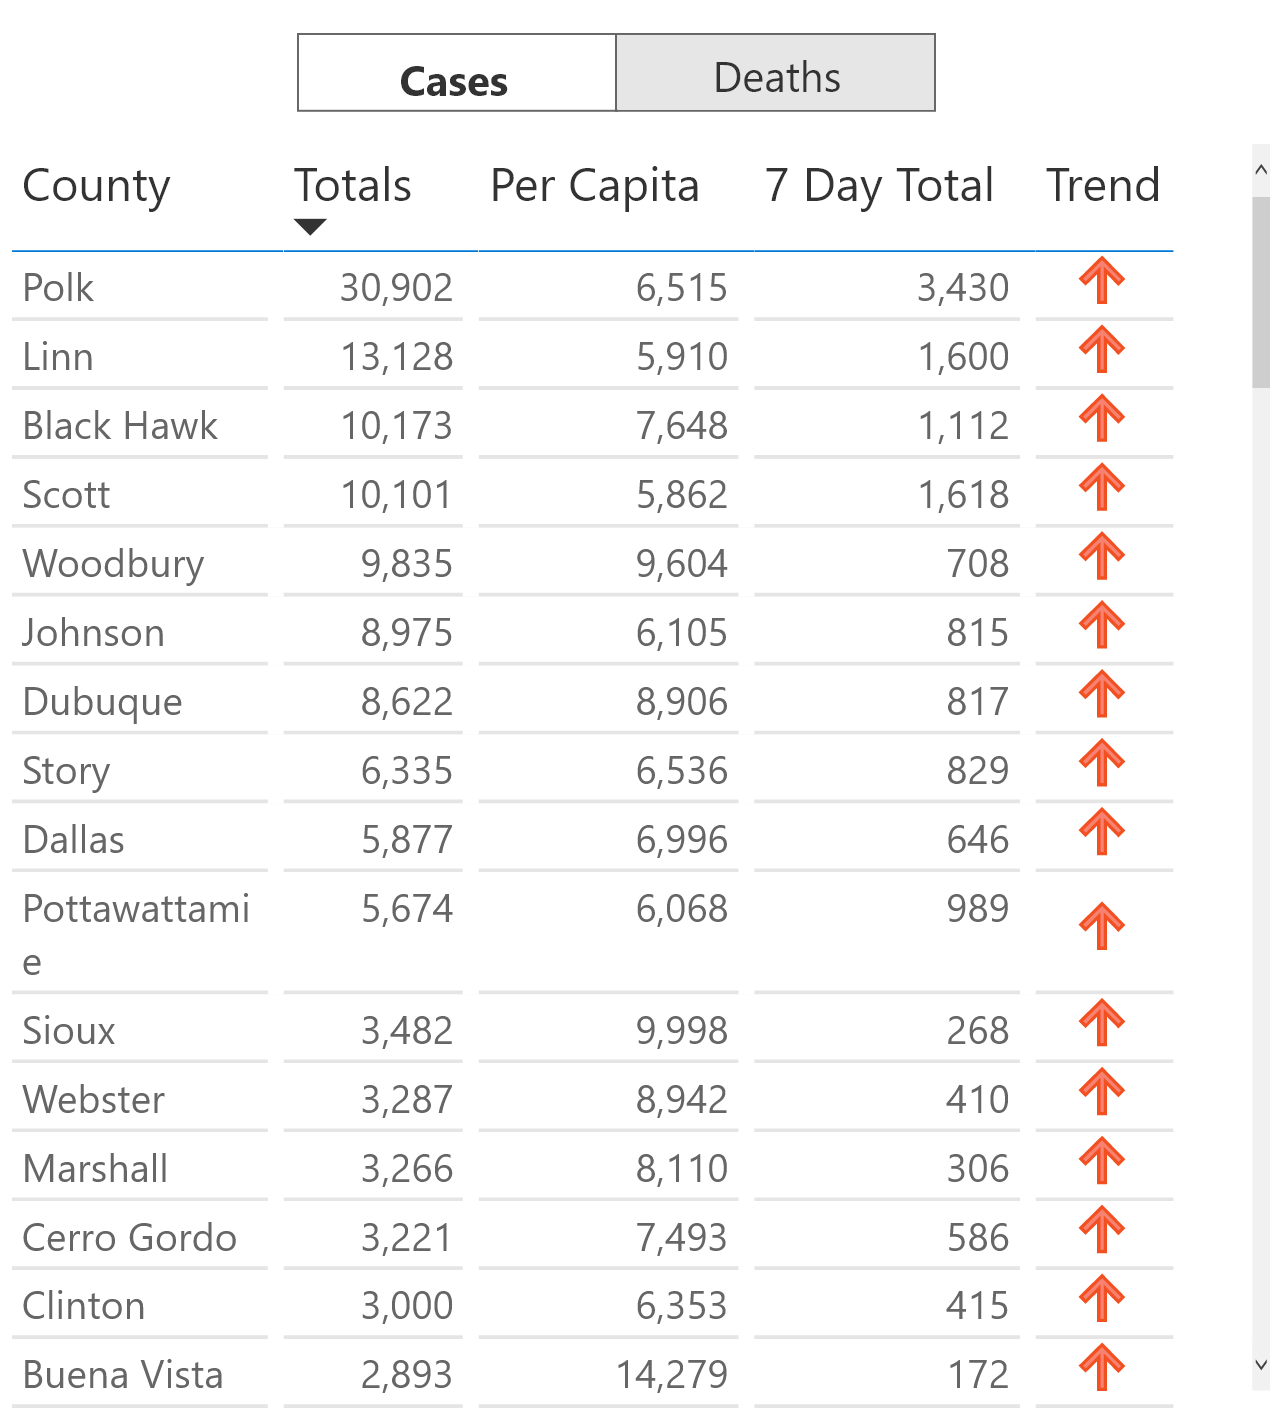 Cases Deaths
County Totals Per Capita 7 Day Total Trend
Polk 30,902 6,515 3,430
Linn 13,128 5,910 1,600
Black Hawk 10,173 7,648 1,112
Scott 10,101 5,862 1,618
Woodbury 9,835 9,604 708
Johnson 8,975 6,105 815
Dubuque 8,622 8,906 817
Story 6,335 6,536 829
Dallas 5,877 6,996 646
Pottawattami 5,674 6,068 989
e
Sioux 3,482 9,998 268
Webster 3,287 8,942 410
Marshall 3,266 8,110 306
Cerro Gordo 3,221 7,493 586
Clinton 3,000 6,353 415
Buena Vista 2,893 14,279 172